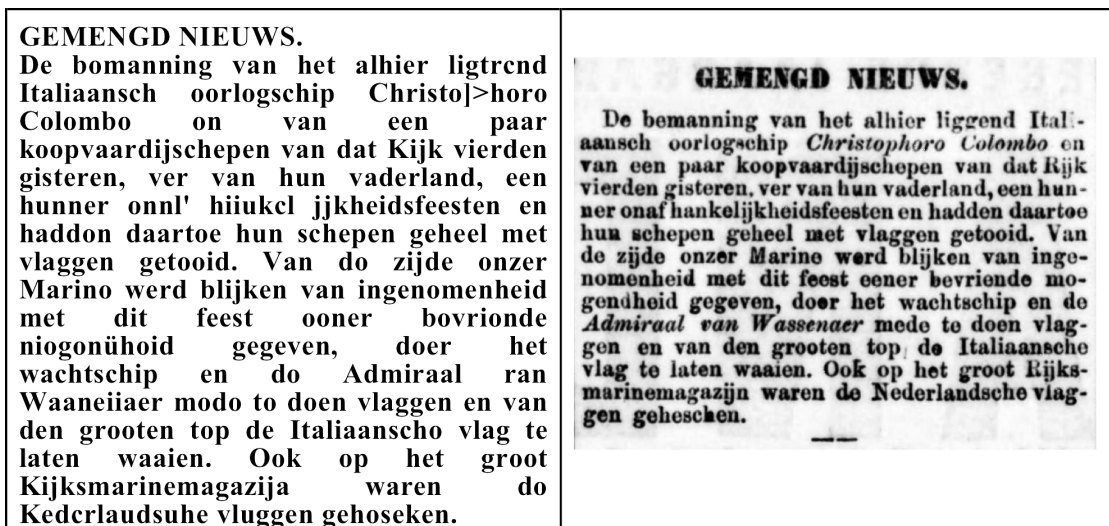 GEMENGD NIEUWS.
De bomanning van het alhier ligtrcnd
Italiaansch oorlogschip Christo]>horo
Colombo on van een paar
koopvaardijschepen van dat Kijk vierden
gisteren, ver van hun vaderland, een
hunner onnl' hiiukcl jjkheidsfeesten en
haddon daartoe hun schepen geheel met
vlaggen getooid. Van do zijde onzer
Marino werd blijken van ingenomenheid
met dit feest ooner bovrionde
niogonühoid gegeven, doer het
wachtschip en do Admiraal ran
Waaneiiaer modo to doen vlaggen en van
den grooten top de Italiaanscho vlag te
laten waaien. Ook op het groot
Kijksmarinemagazija waren do
Kedcrlaudsuhe vluggen gehoseken.
GEMENGD NIEUWS.
De bemanning van het alhier liggend Itali-
aansch oorlogschip Christophoro Colombo en
van een paar koopvaardijschepen van dat Rijk
vierden gisteren, ver van hun vaderland, een hun-
ner onafhankelijkheidsfeesten en hadden daartoe
hun schepen geheel met vlaggen getooid. Van
de zijde onzer Marine werd blijken van inge-
nomenheid met dit feest eener bevriende mo-
gendheid gegeven, door het wachtschip en de
Admiraal van Wassenaer mede te doen vlag-
gen en van den grooten top de Italiaansche
vlag te laten waaien. Ook op het groot Rijks-
marinemagazijn waren de Nederlandsche vlag-
gen geheschen.